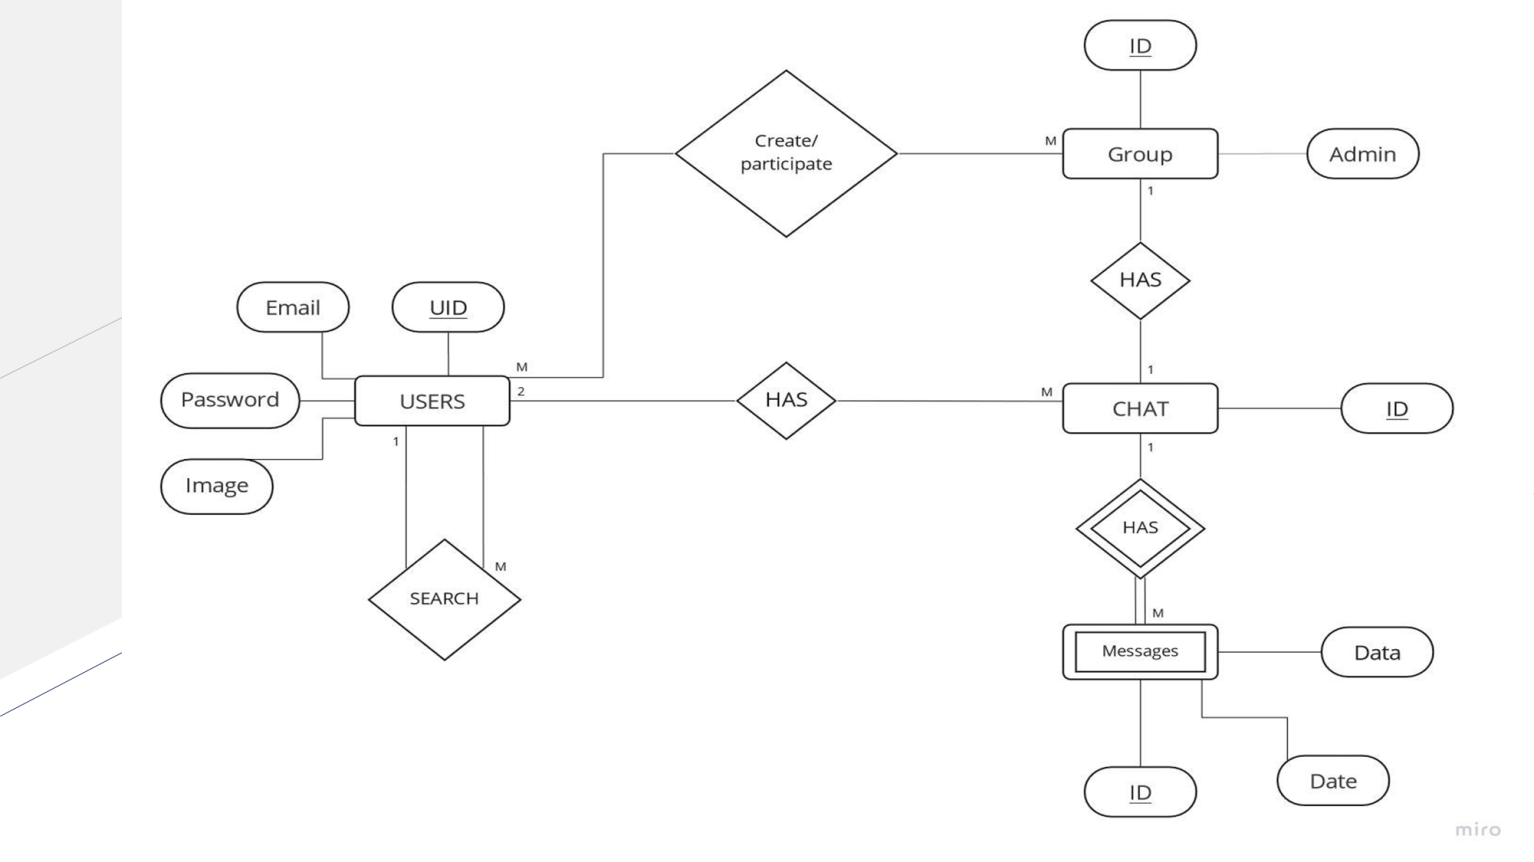 ID
Create/
participate
M
Group
Admin
1
HAS
Email
UID
M
1
Password
USERS
2
HAS
M
CHAT
ID
1
1
Image
HAS
M
SEARCH
M
Messages
Data
ID
Date
miro